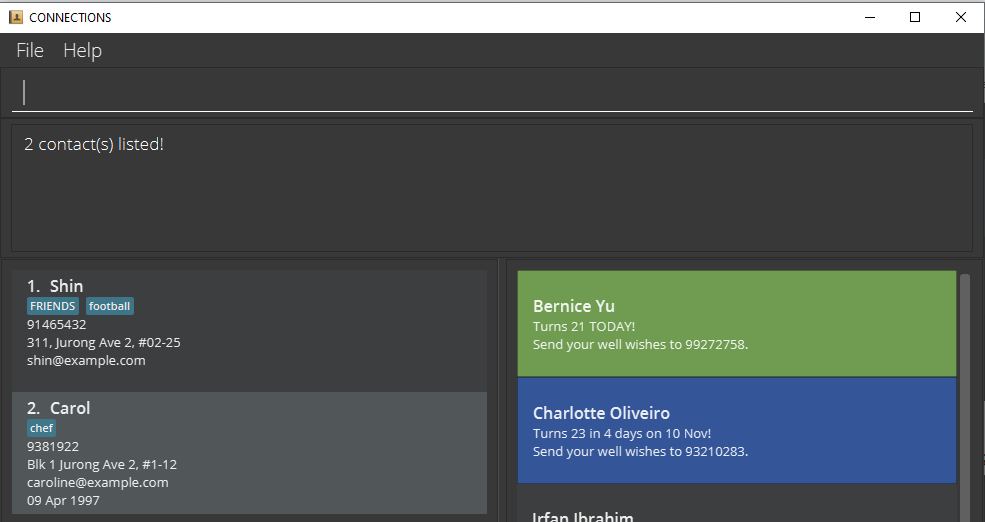 CONNECTIONS
File Help
2 contact(s) listed!
1. Shin
FRIENDS football
91465432
311, Jurong Ave 2, #02-25
shin@example.com
2. Carol
chef
9381922
Blk 1 Jurong Ave 2, #1-12
caroline@example.com
09 Apr 1997
Bernice Yu
Turns 21 TODAY!
Send your well wishes to 99272758.
Charlotte Oliveiro
Turns 23 in 4 days on 10 Nov!
Send your well wishes to 93210283.
Irfan Ibrahim